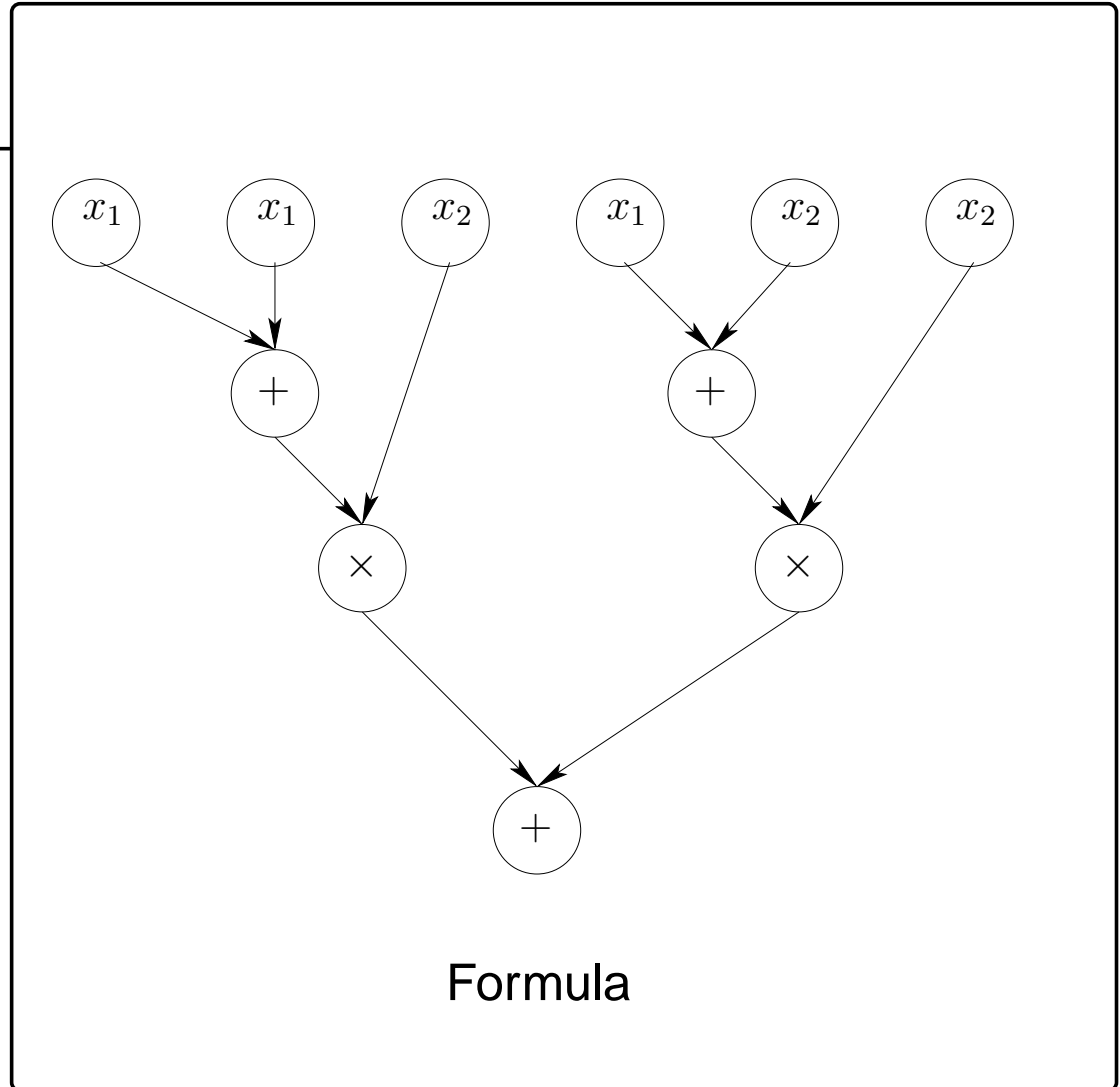 x₁ x₁ x₂ x₁ x₂ x₂
+ +
× ×
+
Formula